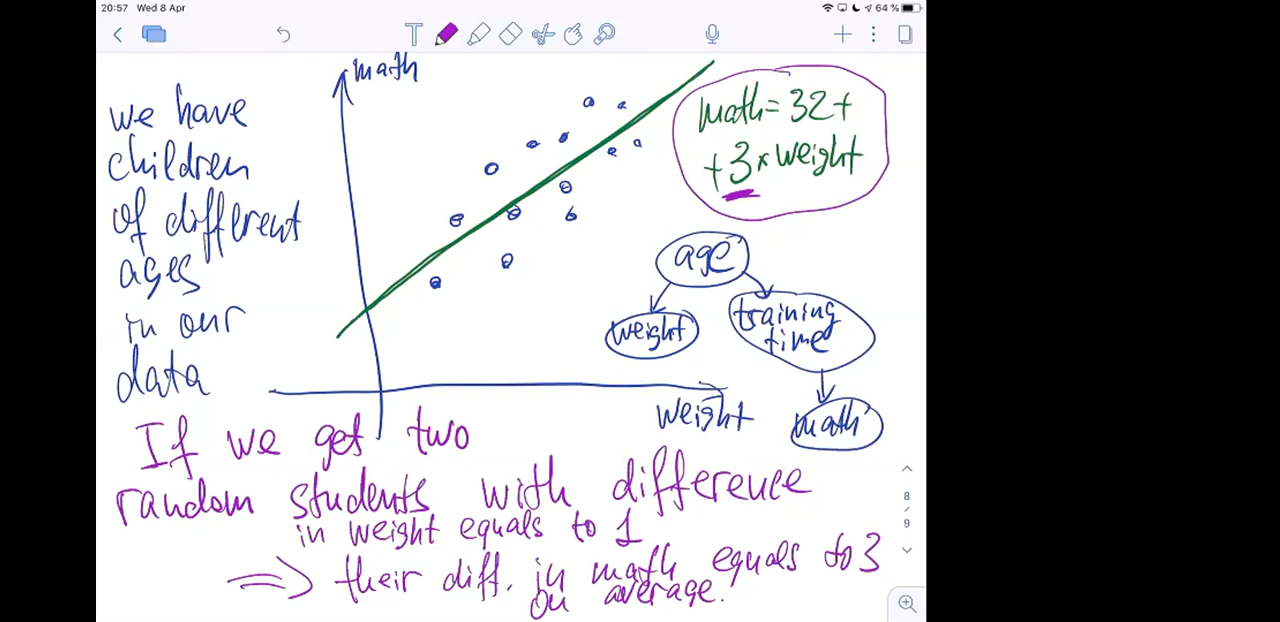 20:57 Wed 8 Apr
64 %
T
math
we have
children
of different
ages
in our
data
math = 32 +
+ 3 × weight
age
weight
training
time
math
weight
If we get two
random students with difference
in weight equals to 1
=> their diff. in math equals to 3
on average.
8
/
9